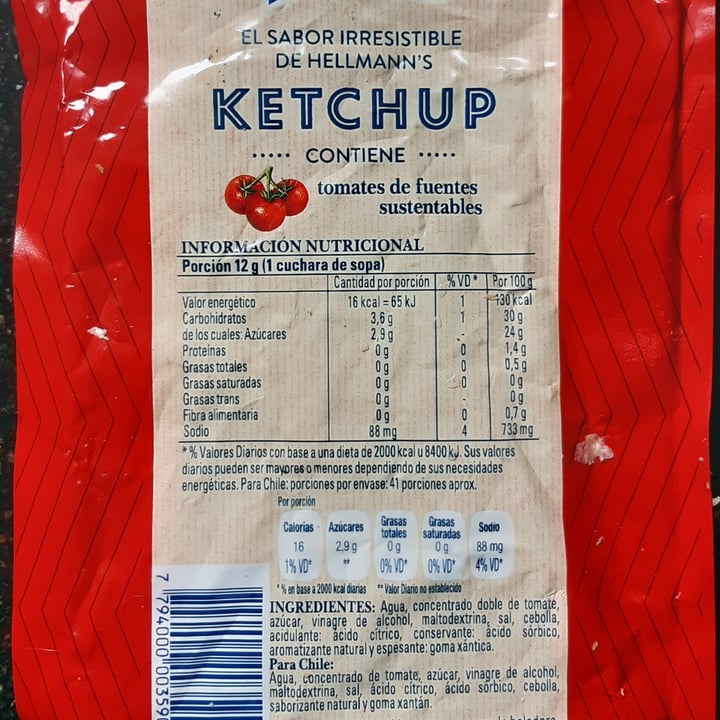 EL SABOR IRRESISTIBLE
DE HELLMANN'S
KETCHUP
CONTIENE
tomates de fuentes
sustentables
INFORMACIÓN NUTRICIONAL
Porción 12 g (1 cuchara de sopa)
Cantidad por porción % VD* Por 100 g
Valor energético 16 kcal = 65 kJ 1 130 kcal
Carbohidratos 3,6 g 1 30 g
de los cuales: Azúcares 2,9 g - 24 g
Proteínas 0 g 0 1,4 g
Grasas totales 0 g 0 0,5 g
Grasas saturadas 0 g 0 0 g
Grasas trans 0 g - 0 g
Fibra alimentaria 0 g 0 0,7 g
Sodio 88 mg 4 733 mg
*% Valores Diarios con base a una dieta de 2000 kcal u 8400 kJ. Sus valores
diarios pueden ser mayores o menores dependiendo de sus necesidades
energéticas. Para Chile: porciones por envase: 41 porciones aprox.
Por porción
Calorías Azúcares Grasas totales Grasas saturadas Sodio
16 2,9 g 0 g 0 g 88 mg
1% VD* ** 0% VD* 0% VD* 4% VD*
*% en base a 2000 kcal diarias **Valor Diario no establecido
INGREDIENTES: Agua, concentrado doble de tomate,
azúcar, vinagre de alcohol, maltodextrina, sal, cebolla,
acidulante: ácido cítrico, conservante: ácido sórbico,
aromatizante natural y espesante: goma xántica.
Para Chile:
Agua, concentrado de tomate, azúcar, vinagre de alcohol,
maltodextrina, sal, ácido cítrico, ácido sórbico, cebolla,
saborizante natural y goma xantán.
7 794000 00359